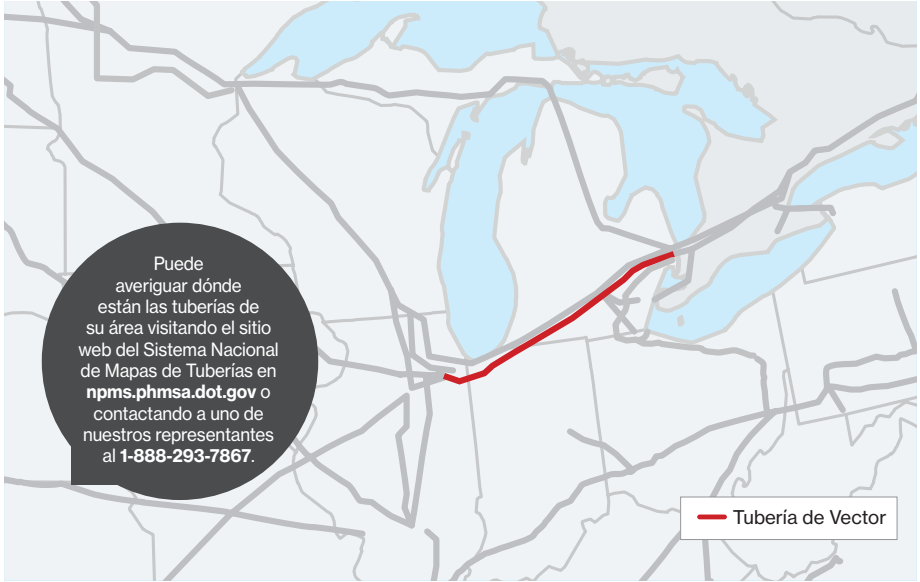 Puede
averiguar dónde
están las tuberías de
su área visitando el sitio
web del Sistema Nacional
de Mapas de Tuberías en
npms.phmsa.dot.gov o
contactando a uno de
nuestros representantes
al 1-888-293-7867.
Tubería de Vector